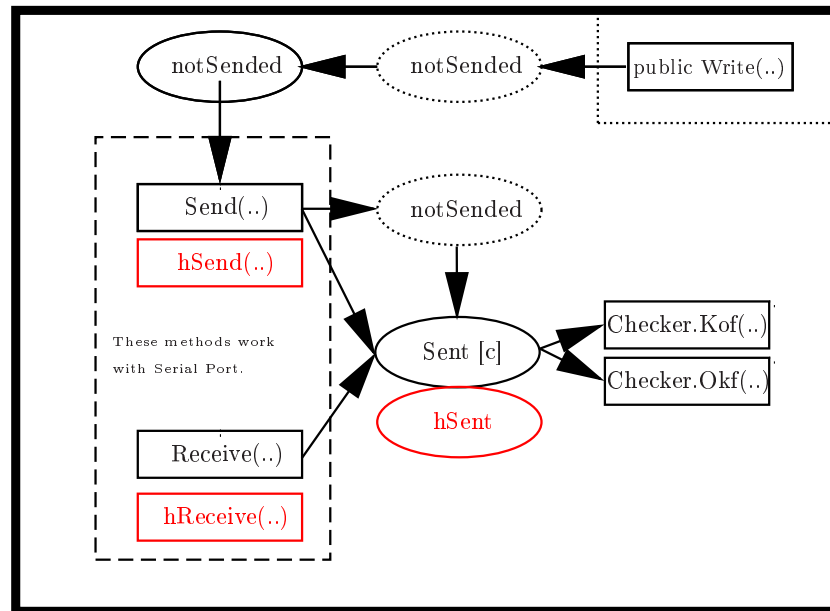 notSended
notSended
public Write(..)
Send(..)
notSended
hSend(..)
These methods work
with Serial Port.
Sent [c]
Checker.Kof(..)
Checker.Okf(..)
hSent
Receive(..)
hReceive(..)